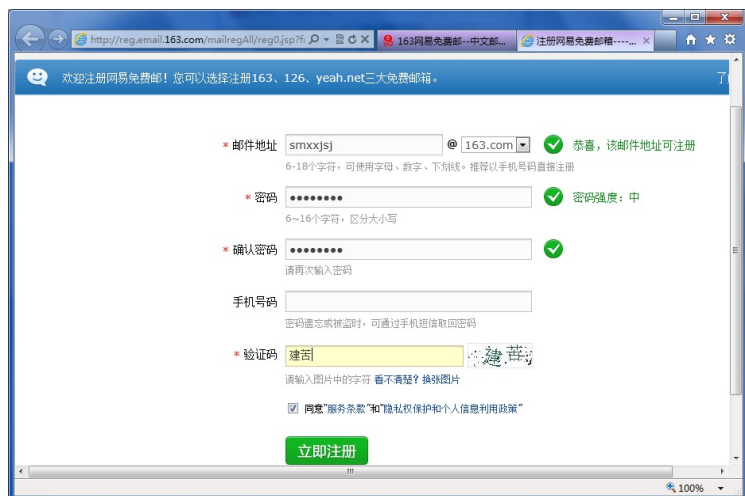 http://reg.email.163.com/mailregAll/reg0.jsp?fr
163网易免费邮--中文邮...
注册网易免费邮箱----...
欢迎注册网易免费邮！您可以选择注册163、126、yeah.net三大免费邮箱。
* 邮件地址 smxxjsj @ 163.com 恭喜，该邮件地址可注册
6~18个字符，可使用字母、数字、下划线。推荐以手机号码直接注册
* 密码 ●●●●●●●● 密码强度：中
6~16个字符，区分大小写
* 确认密码 ●●●●●●●●
请再次输入密码
手机号码
密码遗忘或被盗时，可通过手机短信取回密码
* 验证码 建苦 建苦
请输入图片中的字符 看不清楚？换张图片
同意"服务条款"和"隐私权保护和个人信息利用政策"
立即注册
100%